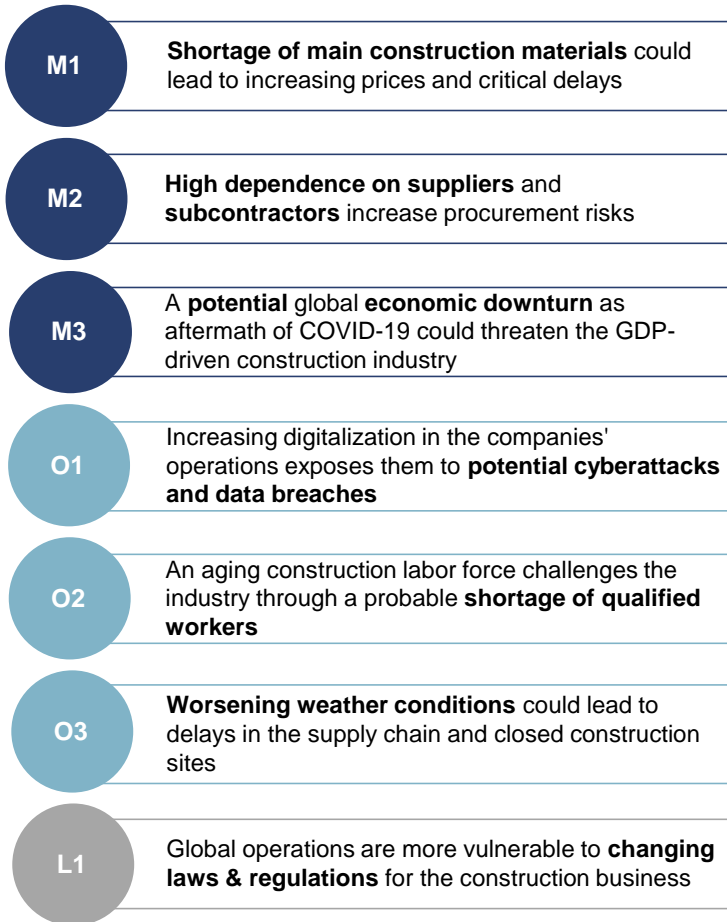 M1
Shortage of main construction materials could
lead to increasing prices and critical delays
M2
High dependence on suppliers and
subcontractors increase procurement risks
M3
A potential global economic downturn as
aftermath of COVID-19 could threaten the GDP-
driven construction industry
O1
Increasing digitalization in the companies'
operations exposes them to potential cyberattacks
and data breaches
O2
An aging construction labor force challenges the
industry through a probable shortage of qualified
workers
O3
Worsening weather conditions could lead to
delays in the supply chain and closed construction
sites
L1
Global operations are more vulnerable to changing
laws & regulations for the construction business